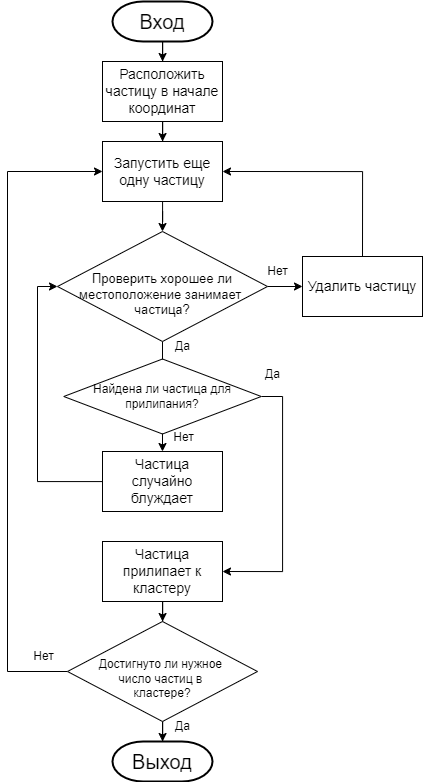 Вход
Расположить
частицу в начале
координат
Запустить еще
одну частицу
Проверить хорошее ли
местоположение занимает
частица?
Нет
Удалить частицу
Да
Найдена ли частица для
прилипания?
Да
Нет
Частица
случайно
блуждает
Частица
прилипает к
кластеру
Достигнуто ли нужное
число частиц в
кластере?
Нет
Да
Выход